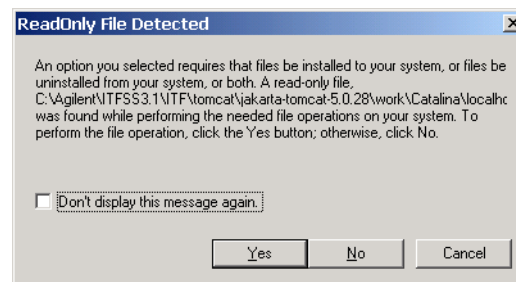 ReadOnly File Detected
An option you selected requires that files be installed to your system, or files be
uninstalled from your system, or both. A read-only file,
C:\Agilent\ITFSS3.1\ITF\tomcat\jakarta-tomcat-5.0.28\work\Catalina\localhc
was found while performing the needed file operations on your system. To
perform the file operation, click the Yes button; otherwise, click No.
Don't display this message again.
Yes No Cancel